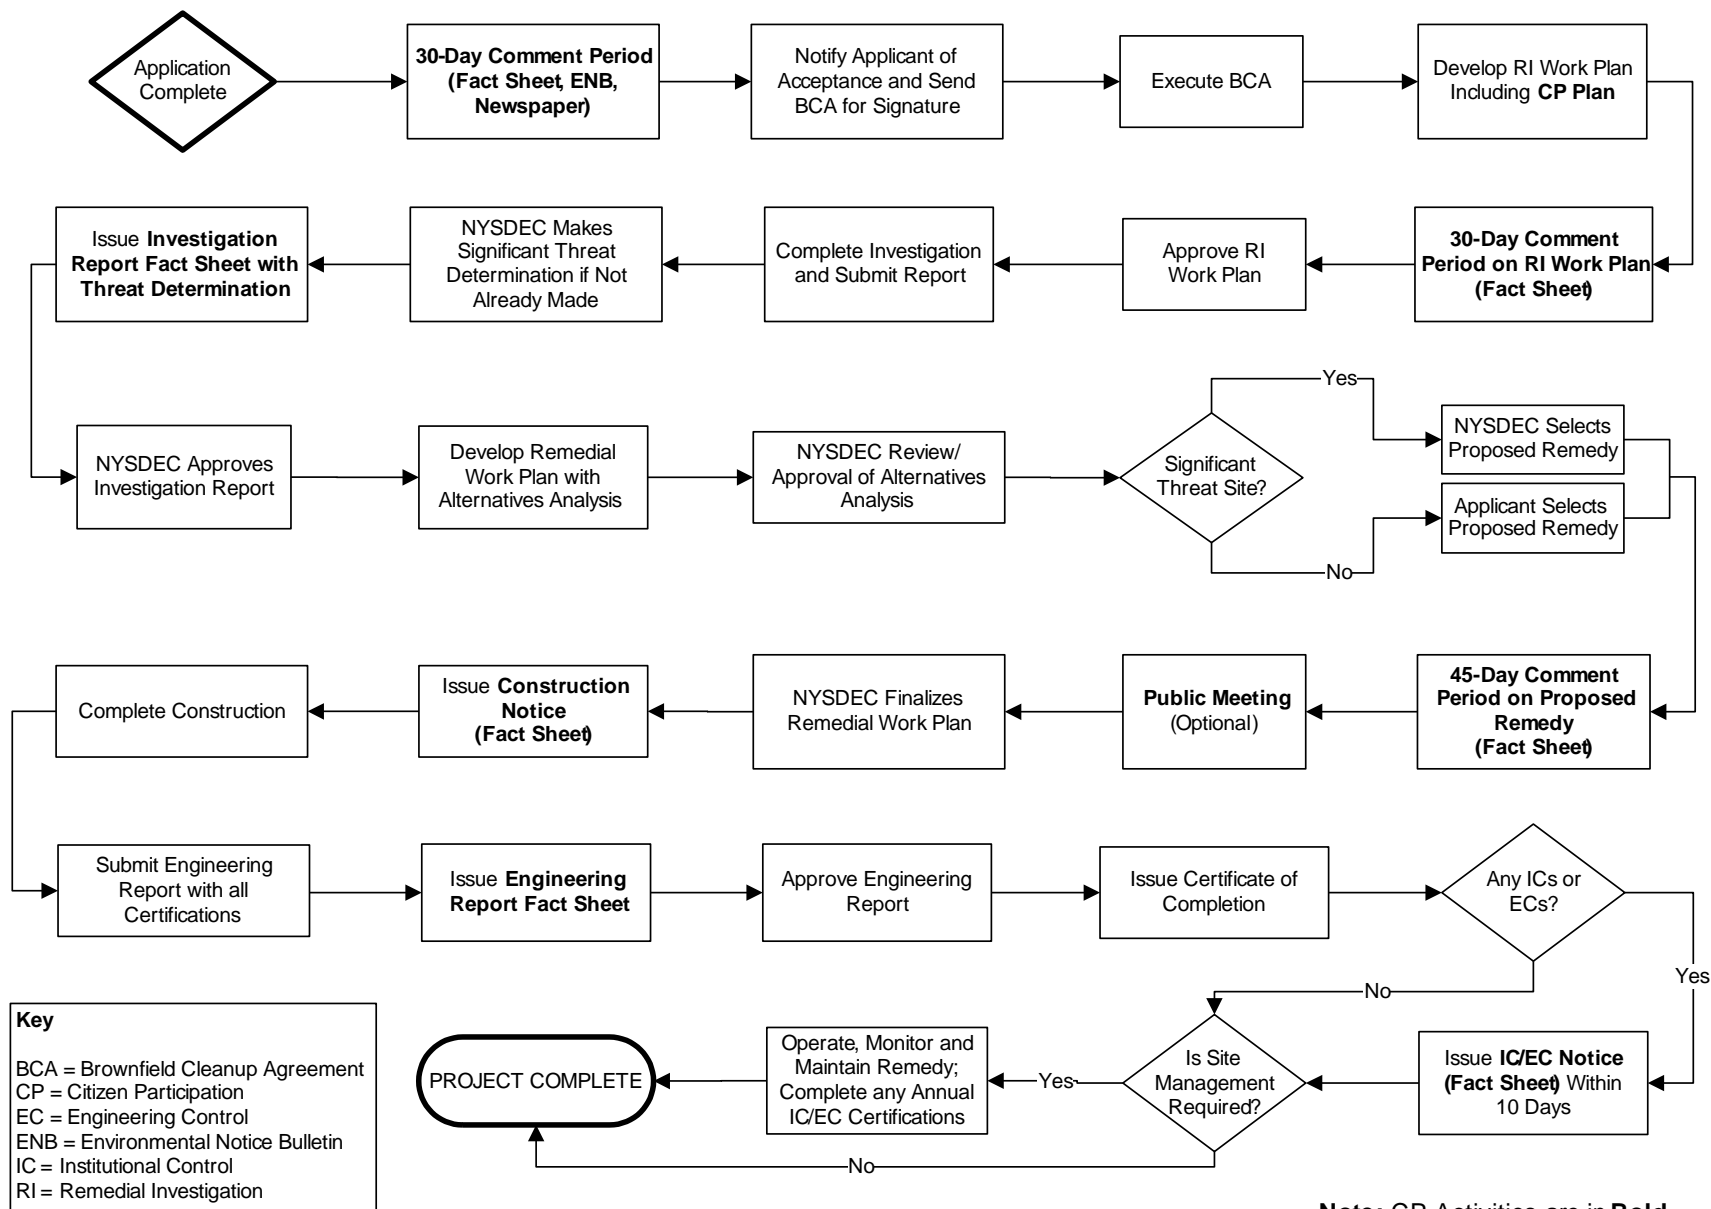 Application
Complete
30-Day Comment Period
(Fact Sheet, ENB,
Newspaper)
Notify Applicant of
Acceptance and Send
BCA for Signature
Execute BCA
Develop RI Work Plan
Including CP Plan
Issue Investigation
Report Fact Sheet with
Threat Determination
NYSDEC Makes
Significant Threat
Determination if Not
Already Made
Complete Investigation
and Submit Report
Approve RI
Work Plan
30-Day Comment
Period on RI Work Plan
(Fact Sheet)
NYSDEC Approves
Investigation Report
Develop Remedial
Work Plan with
Alternatives Analysis
NYSDEC Review/
Approval of Alternatives
Analysis
Significant
Threat Site?
Yes
No
NYSDEC Selects
Proposed Remedy
Applicant Selects
Proposed Remedy
Complete Construction
Issue Construction
Notice
(Fact Sheet)
NYSDEC Finalizes
Remedial Work Plan
Public Meeting
(Optional)
45-Day Comment
Period on Proposed
Remedy
(Fact Sheet)
Submit Engineering
Report with all
Certifications
Issue Engineering
Report Fact Sheet
Approve Engineering
Report
Issue Certificate of
Completion
Any ICs or
ECs?
Yes
No
Key
BCA = Brownfield Cleanup Agreement
CP = Citizen Participation
EC = Engineering Control
ENB = Environmental Notice Bulletin
IC = Institutional Control
RI = Remedial Investigation
PROJECT COMPLETE
Operate, Monitor and
Maintain Remedy;
Complete any Annual
IC/EC Certifications
Yes
Is Site
Management
Required?
Issue IC/EC Notice
(Fact Sheet) Within
10 Days
No
Note: CP Activities are in Bold